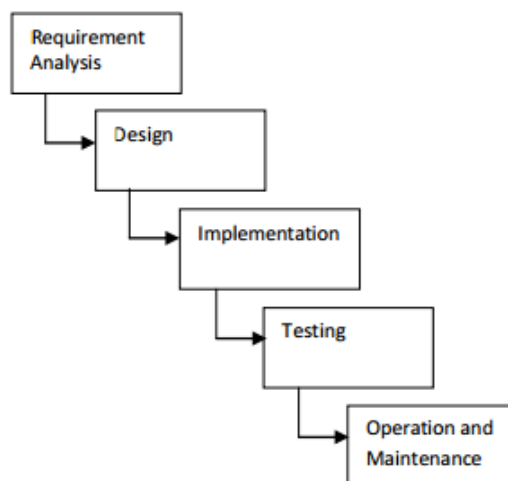 Requirement
Analysis
Design
Implementation
Testing
Operation and
Maintenance